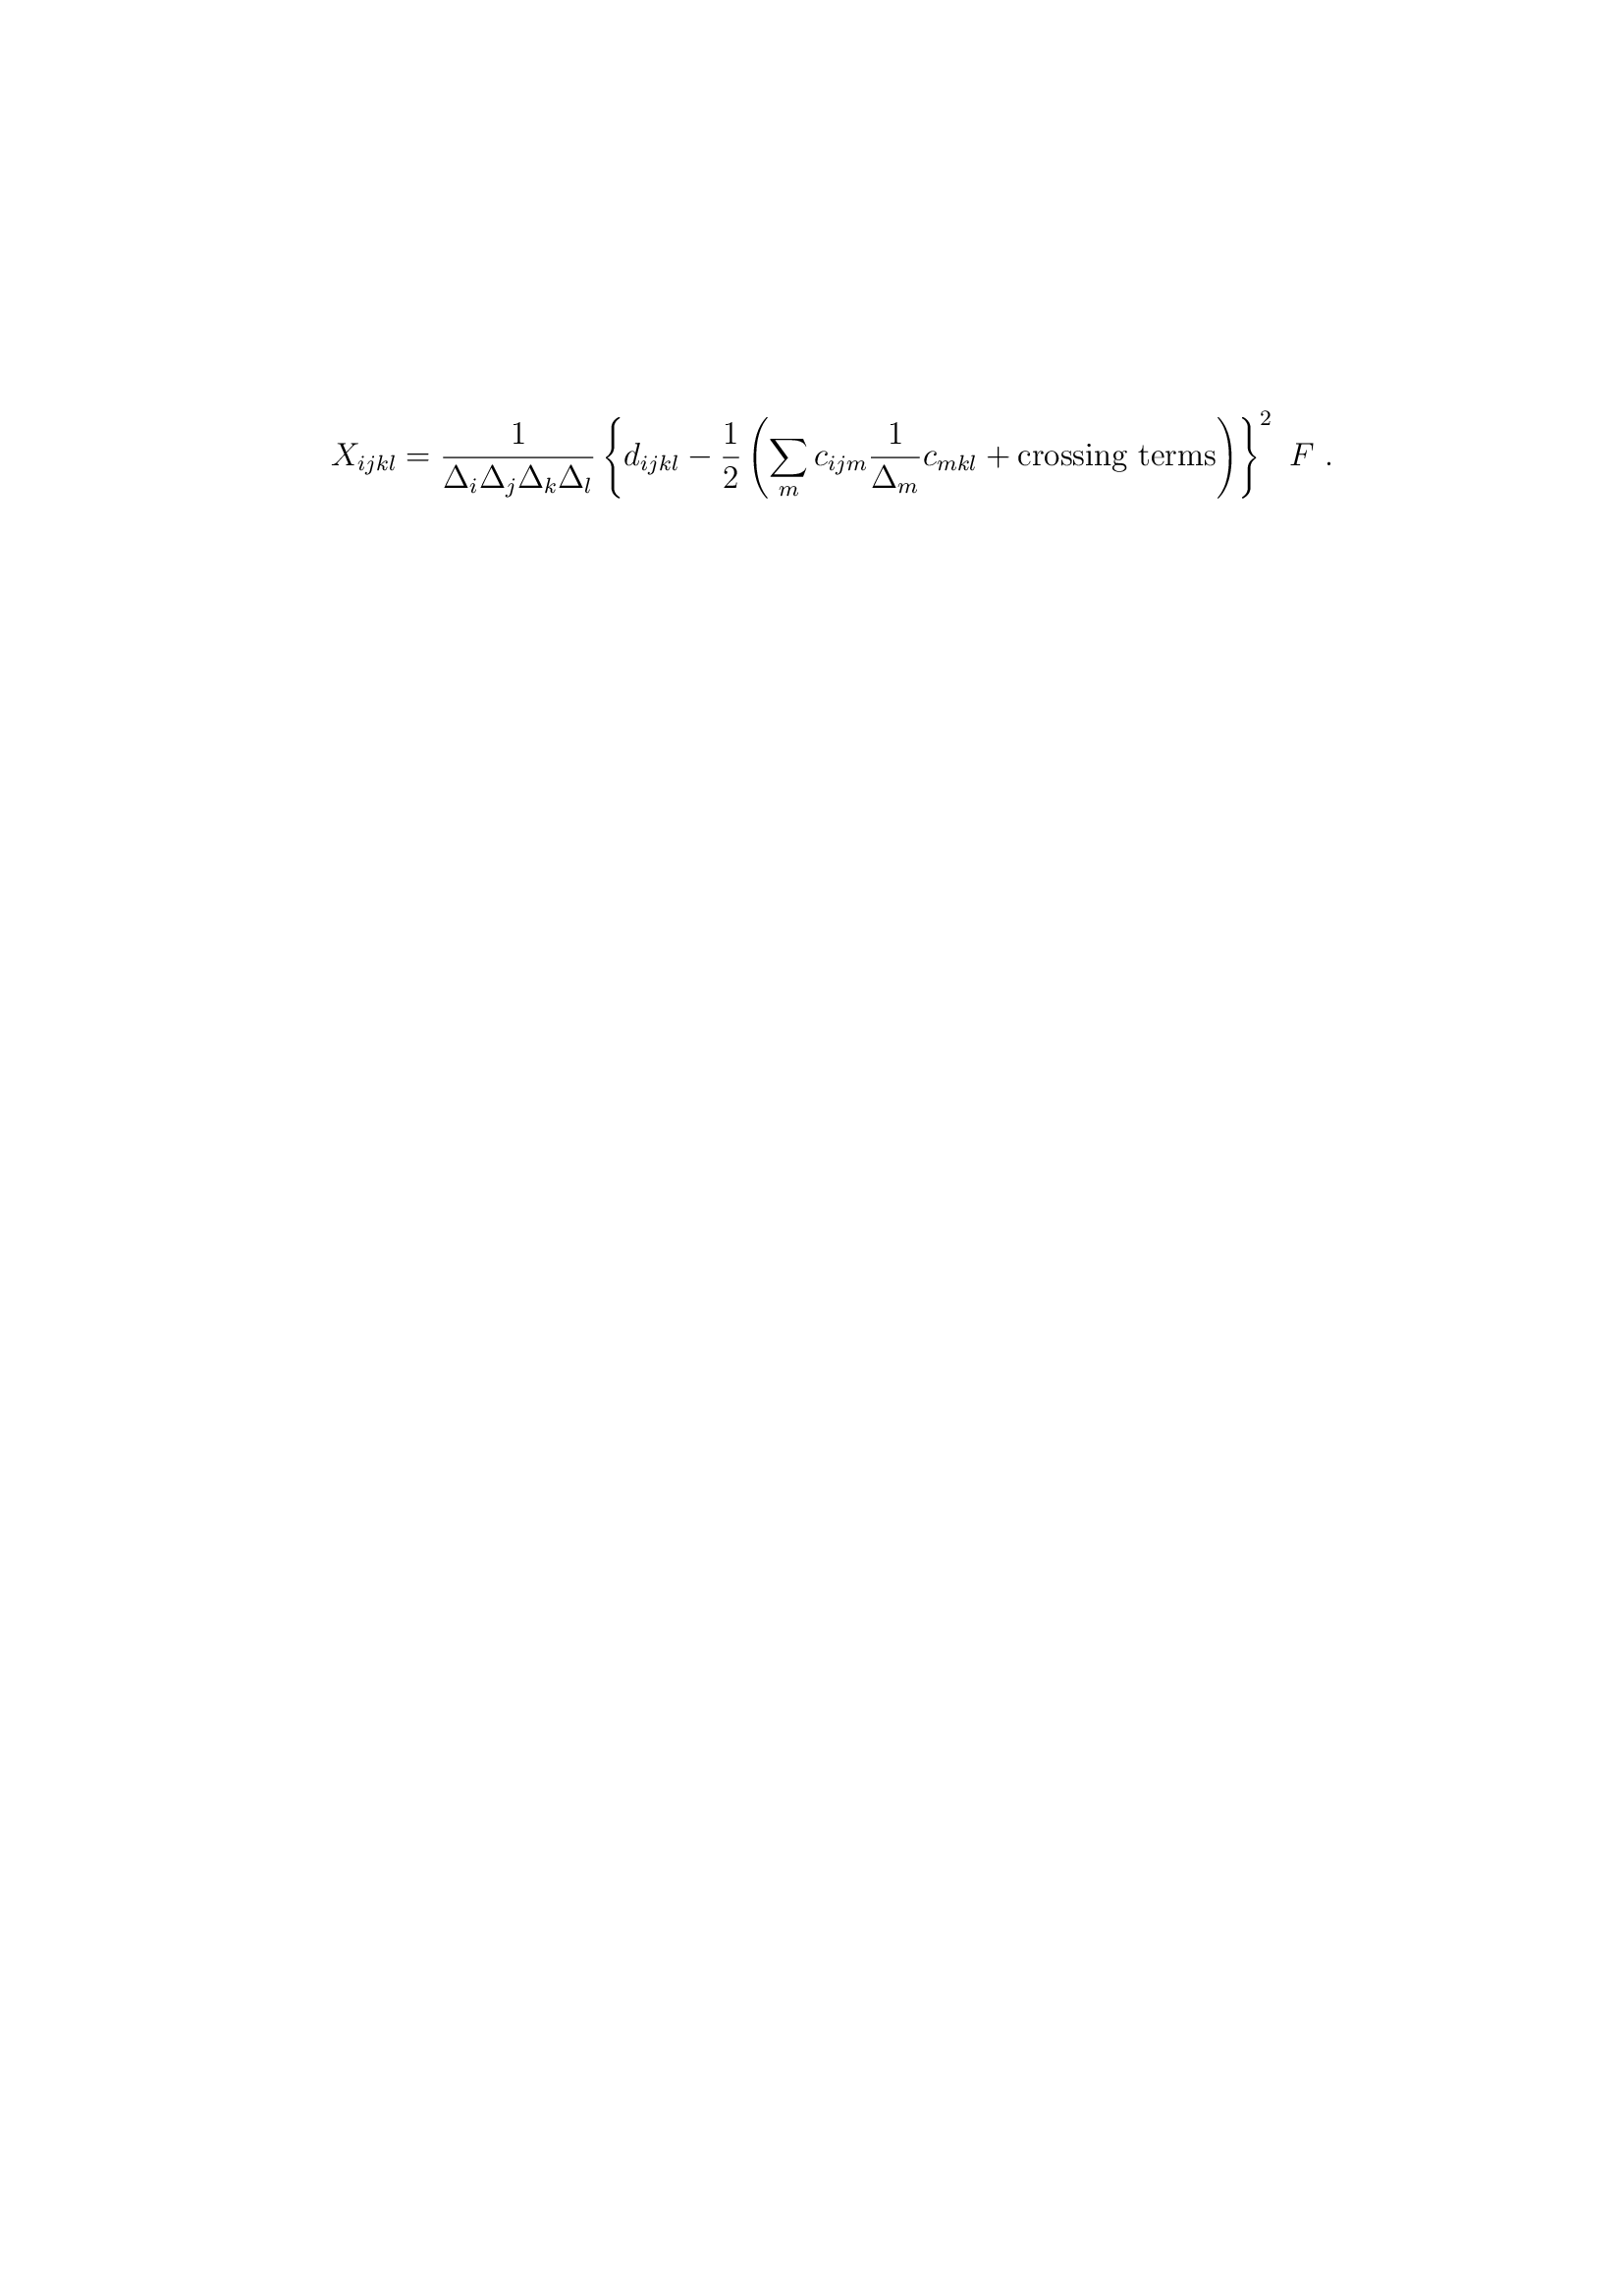 $$X_{ijkl} = \frac{1}{\Delta_i \Delta_j \Delta_k \Delta_l} \left\{ d_{ijkl} - \frac{1}{2} \left( \sum_m c_{ijm} \frac{1}{\Delta_m} c_{mkl} + \text{crossing terms} \right) \right\}^2 \ F \ .$$